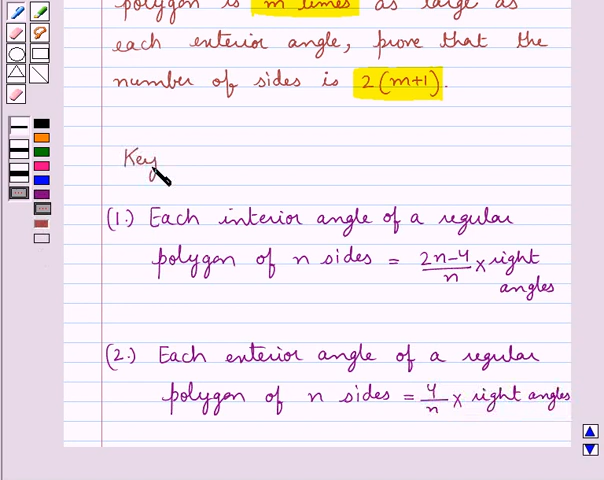 polygon is m times as large as
each exterior angle, prove that the
number of sides is 2(m+1).
Key
(1.) Each interior angle of a regular
polygon of n sides = 2n-4/n × right
angles
(2.) Each exterior angle of a regular
polygon of n sides = 4/n × right angles